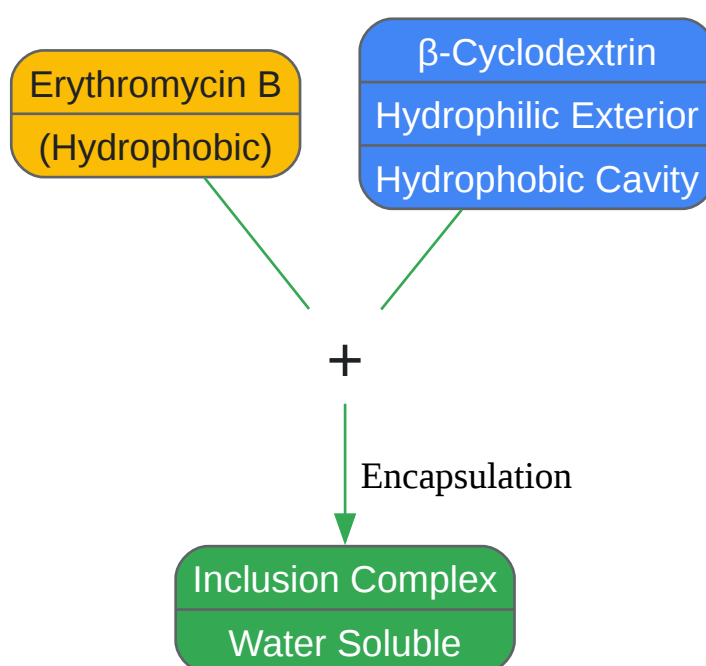 Erythromycin B
(Hydrophobic)
β-Cyclodextrin
Hydrophilic Exterior
Hydrophobic Cavity
+
Encapsulation
Inclusion Complex
Water Soluble